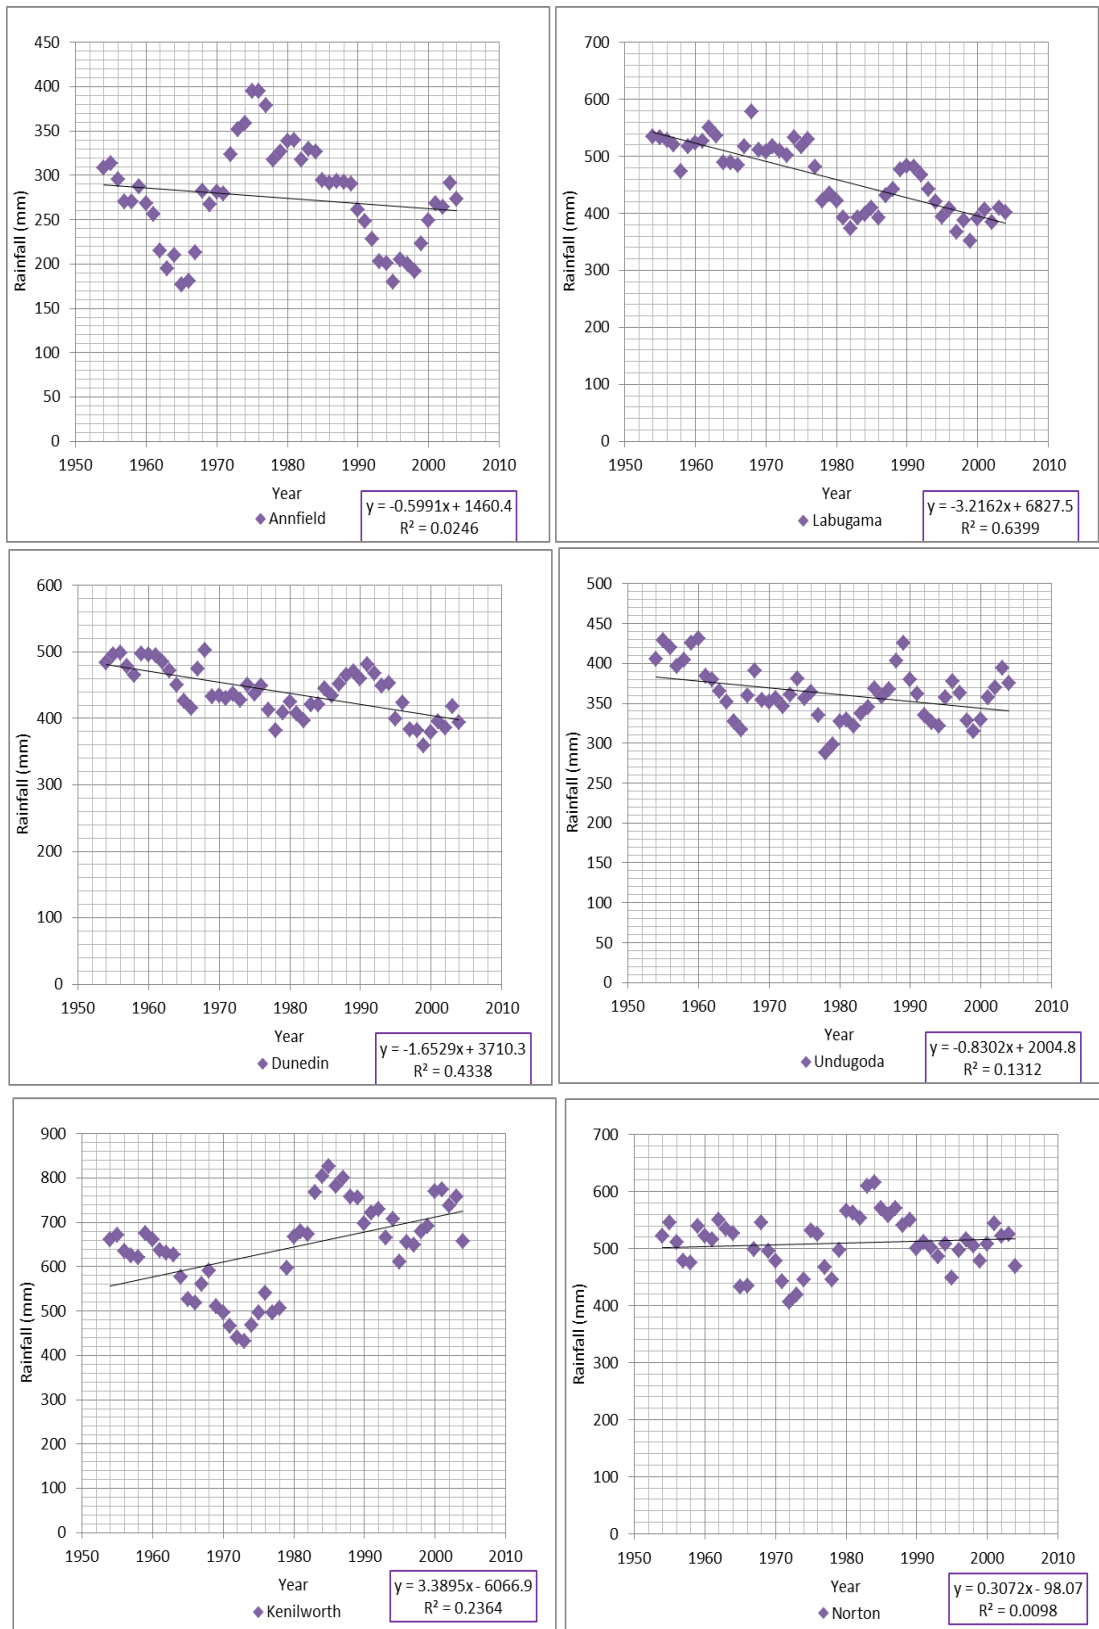 450
400
350
300
250
200
150
100
50
0
Rainfall (mm)
1950 1960 1970 1980 1990 2000 2010
Year
Annfield
y = -0.5991x + 1460.4
R² = 0.0246
700
600
500
400
300
200
100
0
Rainfall (mm)
1950 1960 1970 1980 1990 2000 2010
Year
Labugama
y = -3.2162x + 6827.5
R² = 0.6399
600
500
400
300
200
100
0
Rainfall (mm)
1950 1960 1970 1980 1990 2000 2010
Year
Dunedin
y = -1.6529x + 3710.3
R² = 0.4338
500
450
400
350
300
250
200
150
100
50
0
Rainfall (mm)
1950 1960 1970 1980 1990 2000 2010
Year
Undugoda
y = -0.8302x + 2004.8
R² = 0.1312
900
800
700
600
500
400
300
200
100
0
Rainfall (mm)
1950 1960 1970 1980 1990 2000 2010
Year
Kenilworth
y = 3.3895x - 6066.9
R² = 0.2364
700
600
500
400
300
200
100
0
Rainfall (mm)
1950 1960 1970 1980 1990 2000 2010
Year
Norton
y = 0.3072x - 98.07
R² = 0.0098